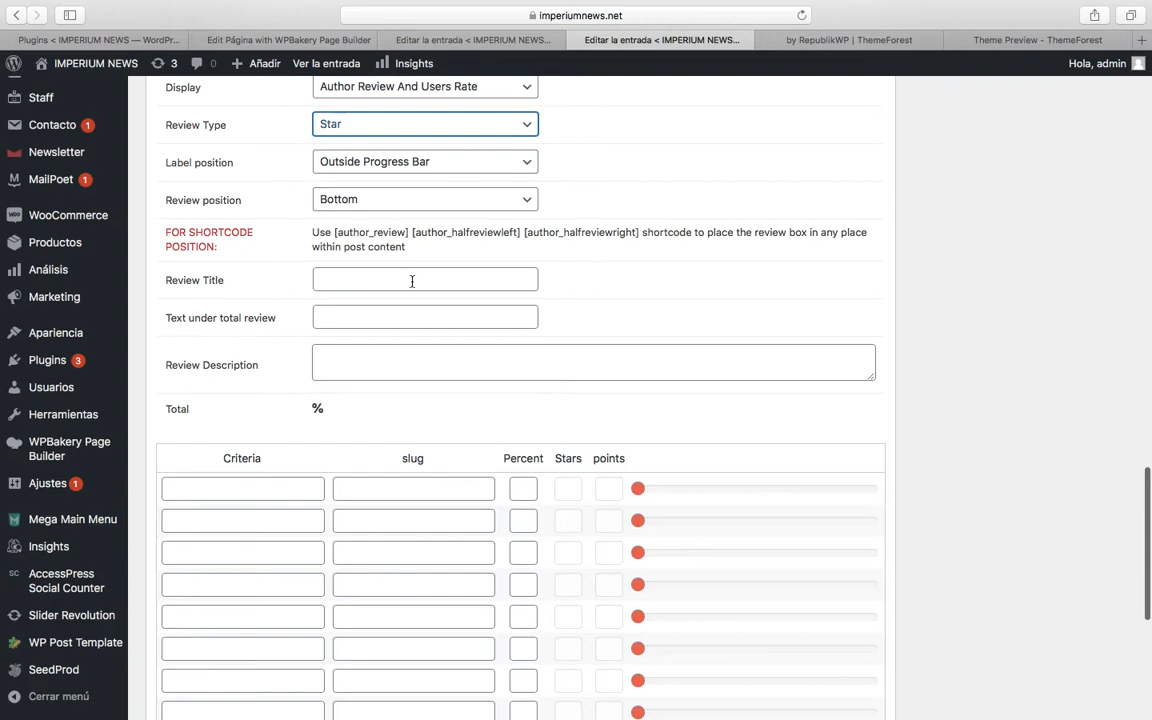 imperiumnews.net
Plugins < IMPERIUM NEWS — WordPr...
Edit Página with WPBakery Page Builder
Editar la entrada < IMPERIUM NEWS...
Editar la entrada < IMPERIUM NEWS...
by RepublikWP | ThemeForest
Theme Preview - ThemeForest
IMPERIUM NEWS
3
0
Añadir
Ver la entrada
Insights
Hola, admin
Staff
Contacto 1
Newsletter
MailPoet 1
WooCommerce
Productos
Análisis
Marketing
Apariencia
Plugins 3
Usuarios
Herramientas
WPBakery Page
Builder
Ajustes 1
Mega Main Menu
Insights
SC AccessPress
Social Counter
Slider Revolution
WP Post Template
SeedProd
Cerrar menú
Display
Author Review And Users Rate
Review Type
Star
Label position
Outside Progress Bar
Review position
Bottom
FOR SHORTCODE
POSITION:
Use [author_review] [author_halfreviewleft] [author_halfreviewright] shortcode to place the review box in any place
within post content
Review Title
Text under total review
Review Description
Total
%
Criteria
slug
Percent
Stars
points